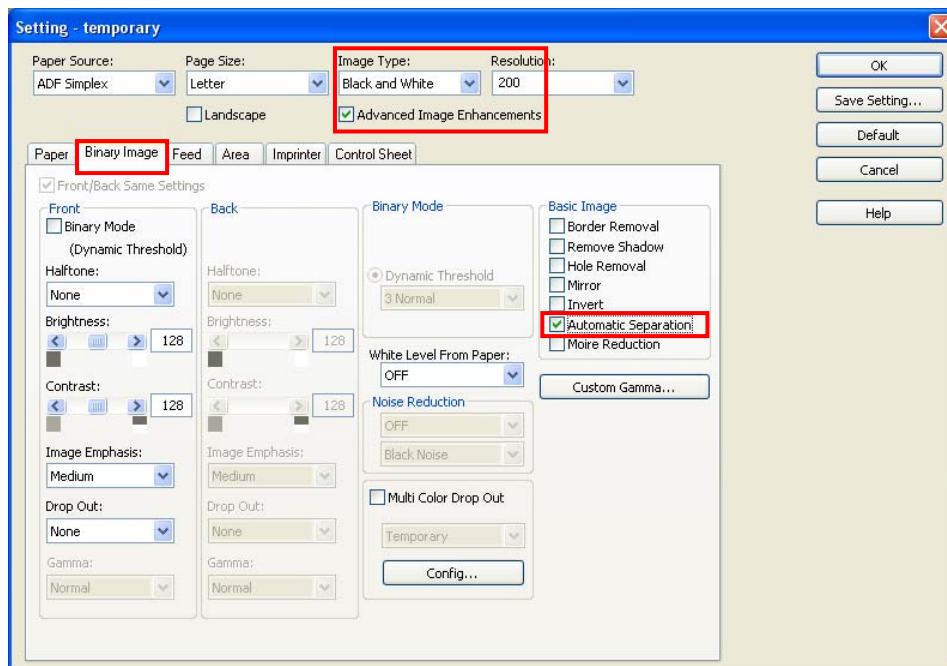 Setting - temporary
Paper Source: Page Size: Image Type: Resolution:
ADF Simplex Letter Black and White 200
Landscape Advanced Image Enhancements
OK
Save Setting...
Default
Cancel
Help
Paper Binary Image Feed Area Imprinter Control Sheet
Front/Back Same Settings
Front
Binary Mode
(Dynamic Threshold)
Halftone:
None
Brightness:
128
Contrast:
128
Image Emphasis:
Medium
Drop Out:
None
Gamma:
Normal
Back
Halftone:
None
Brightness:
128
Contrast:
128
Image Emphasis:
Medium
Drop Out:
None
Gamma:
Normal
Binary Mode
Dynamic Threshold
3 Normal
White Level From Paper:
OFF
Noise Reduction
OFF
Black Noise
Multi Color Drop Out
Temporary
Config...
Basic Image
Border Removal
Remove Shadow
Hole Removal
Mirror
Invert
Automatic Separation
Moire Reduction
Custom Gamma...